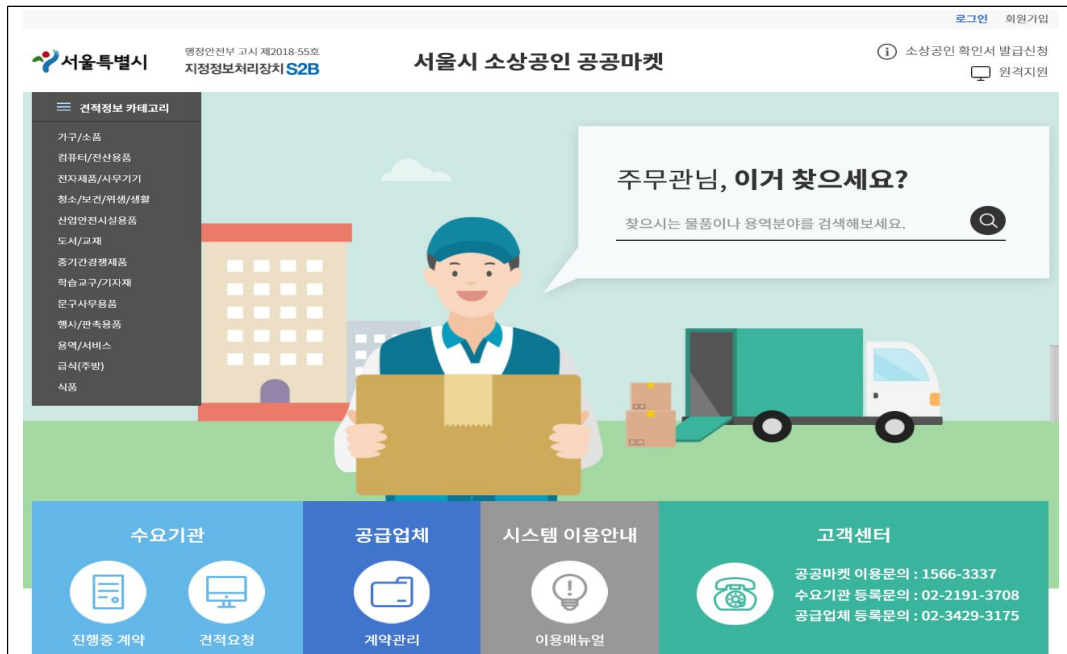 로그인 회원가입
서울특별시
행정안전부 고시 제2018-55호
지정정보처리장치 S2B
서울시 소상공인 공공마켓
소상공인 확인서 발급신청
원격지원
견적정보 카테고리
가구/소품
컴퓨터/전산용품
전자제품/사무기기
청소/보건/위생/생활
산업안전시설용품
도서/교재
중기간경쟁제품
학습교구/기자재
문구사무용품
행사/판촉용품
용역/서비스
급식(주방)
식품
주무관님, 이거 찾으세요?
찾으시는 물품이나 용역분야를 검색해보세요.
수요기관
진행중 계약 견적요청
공급업체
계약관리
시스템 이용안내
이용매뉴얼
고객센터
공공마켓 이용문의 : 1566-3337
수요기관 등록문의 : 02-2191-3708
공급업체 등록문의 : 02-3429-3175